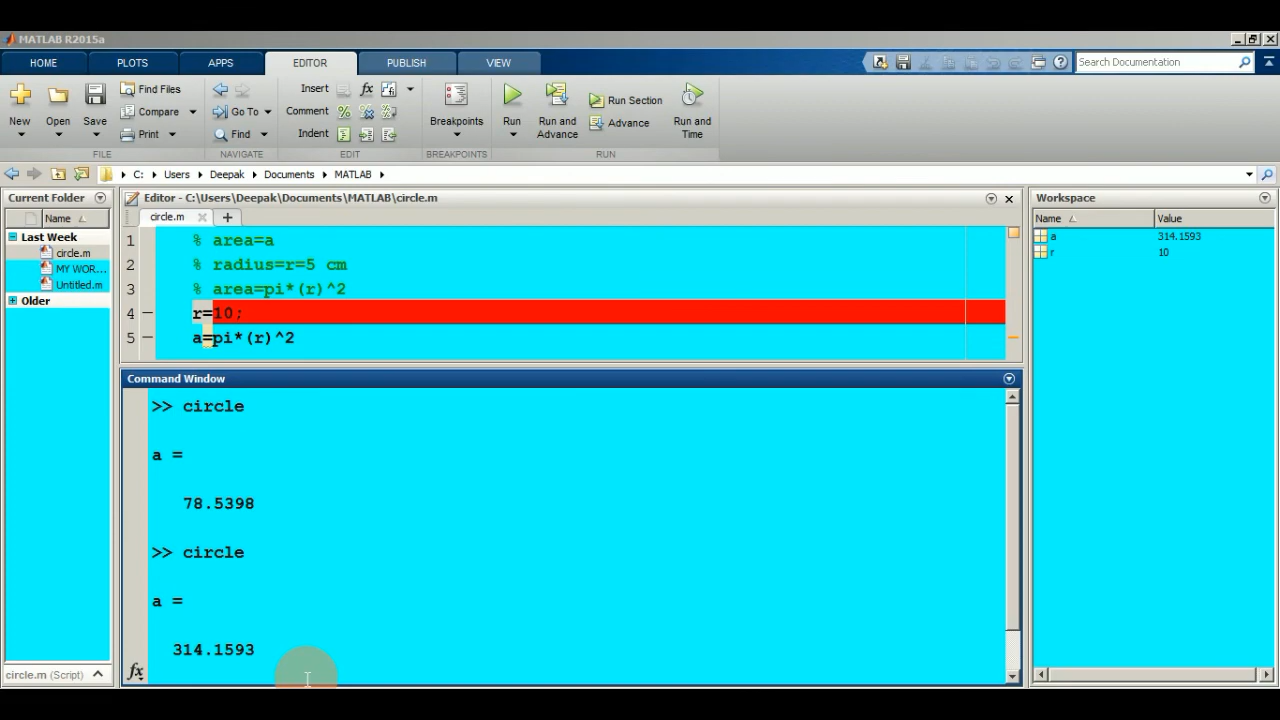 MATLAB R2015a
HOME PLOTS APPS EDITOR PUBLISH VIEW Search Documentation
New Open Save Find Files Compare Print
Go To Find
Insert Comment Indent
Breakpoints Run Run and Advance Run Section Advance Run and Time
FILE NAVIGATE EDIT BREAKPOINTS RUN
C: Users Deepak Documents MATLAB
Current Folder
Name
Last Week
circle.m
MY WOR...
Untitled.m
Older
circle.m (Script)
Editor - C:\Users\Deepak\Documents\MATLAB\circle.m
circle.m
1 % area=a
2 % radius=r=5 cm
3 % area=pi*(r)^2
4 r=10;
5 a=pi*(r)^2
Command Window
>> circle
a =
78.5398
>> circle
a =
314.1593
fx
Workspace
Name Value
a 314.1593
r 10